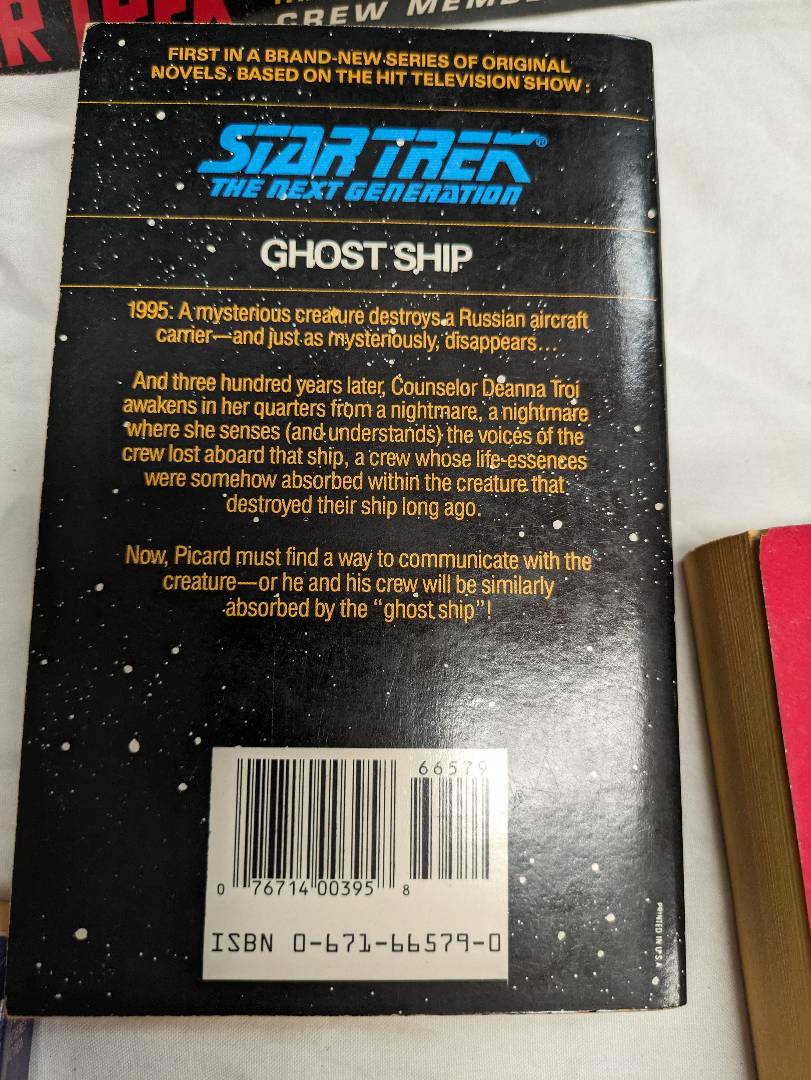 R TREK
CREW MEMB
FIRST IN A BRAND-NEW SERIES OF ORIGINAL
NOVELS, BASED ON THE HIT TELEVISION SHOW:
STAR TREK®
THE NEXT GENERATION
GHOST SHIP
1995: A mysterious creature destroys a Russian aircraft
carrier—and just as mysteriously, disappears...
And three hundred years later, Counselor Deanna Troi
awakens in her quarters from a nightmare, a nightmare
where she senses (and understands) the voices of the
crew lost aboard that ship, a crew whose life-essences
were somehow absorbed within the creature that
destroyed their ship long ago.
Now, Picard must find a way to communicate with the
creature—or he and his crew will be similarly
absorbed by the "ghost ship"!
66579
0 76714 00395 8
ISBN 0-671-66579-0
PRINTED IN U.S.A.